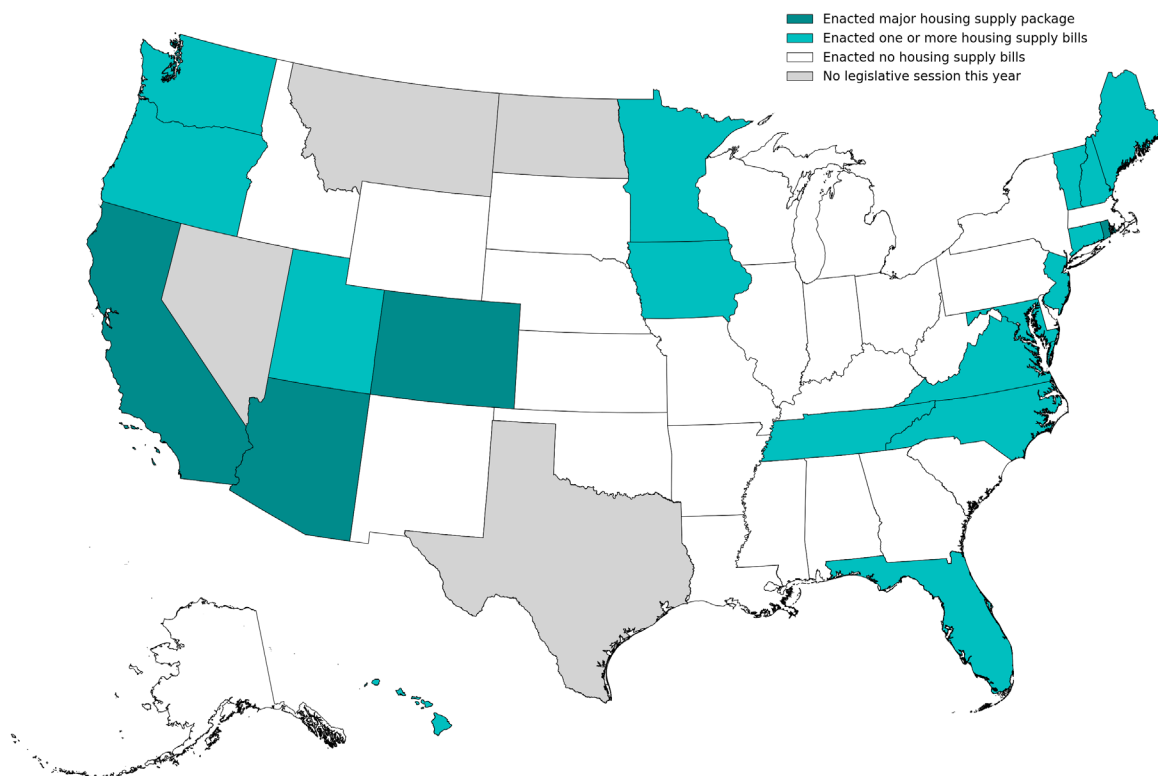 Enacted major housing supply package
Enacted one or more housing supply bills
Enacted no housing supply bills
No legislative session this year